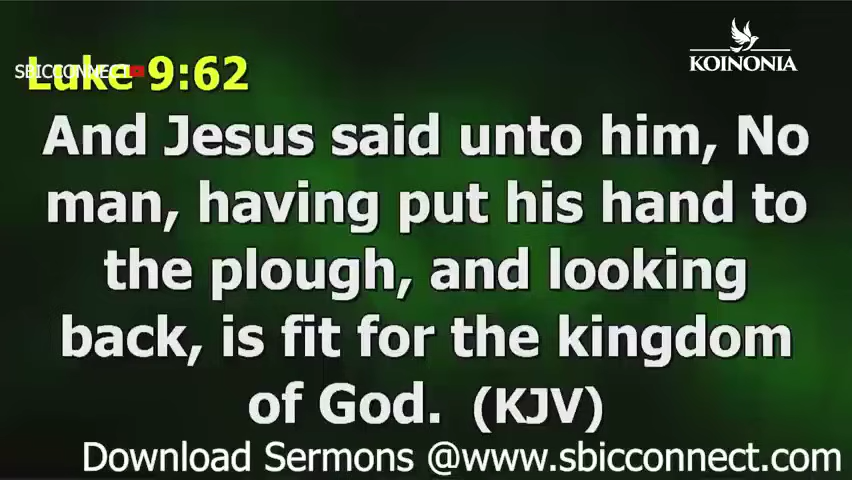 KOINONIA
SBICCONNECT
Luke 9:62
And Jesus said unto him, No
man, having put his hand to
the plough, and looking
back, is fit for the kingdom
of God. (KJV)
Download Sermons @www.sbicconnect.com